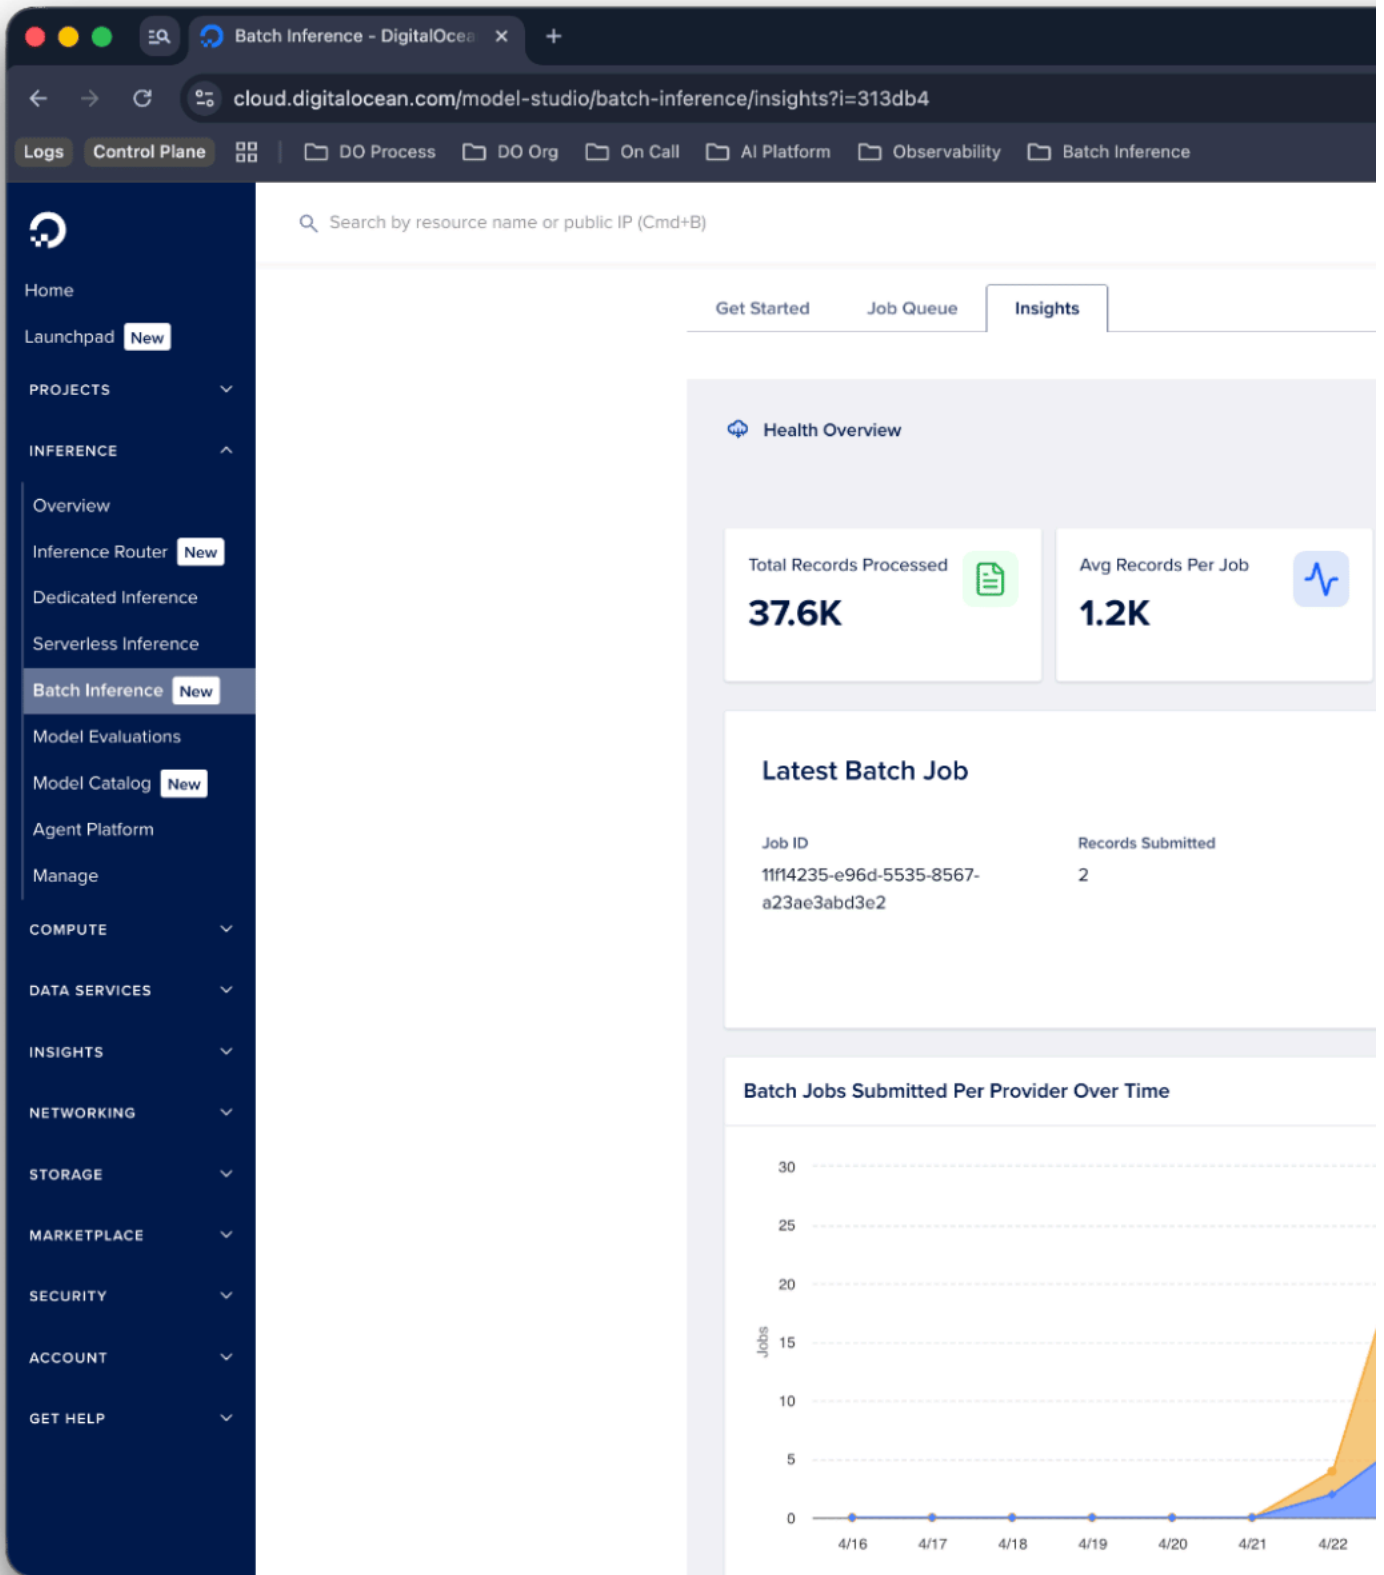 Batch Inference - DigitalOcea
cloud.digitalocean.com/model-studio/batch-inference/insights?i=313db4
Logs Control Plane DO Process DO Org On Call AI Platform Observability Batch Inference
Search by resource name or public IP (Cmd+B)
Home
Launchpad New
PROJECTS
INFERENCE
Overview
Inference Router New
Dedicated Inference
Serverless Inference
Batch Inference New
Model Evaluations
Model Catalog New
Agent Platform
Manage
COMPUTE
DATA SERVICES
INSIGHTS
NETWORKING
STORAGE
MARKETPLACE
SECURITY
ACCOUNT
GET HELP
Get Started Job Queue Insights
Health Overview
Total Records Processed
37.6K
Avg Records Per Job
1.2K
Latest Batch Job
Job ID
11f14235-e96d-5535-8567-
a23ae3abd3e2
Records Submitted
2
Batch Jobs Submitted Per Provider Over Time
Jobs
30
25
20
15
10
5
0
4/16 4/17 4/18 4/19 4/20 4/21 4/22